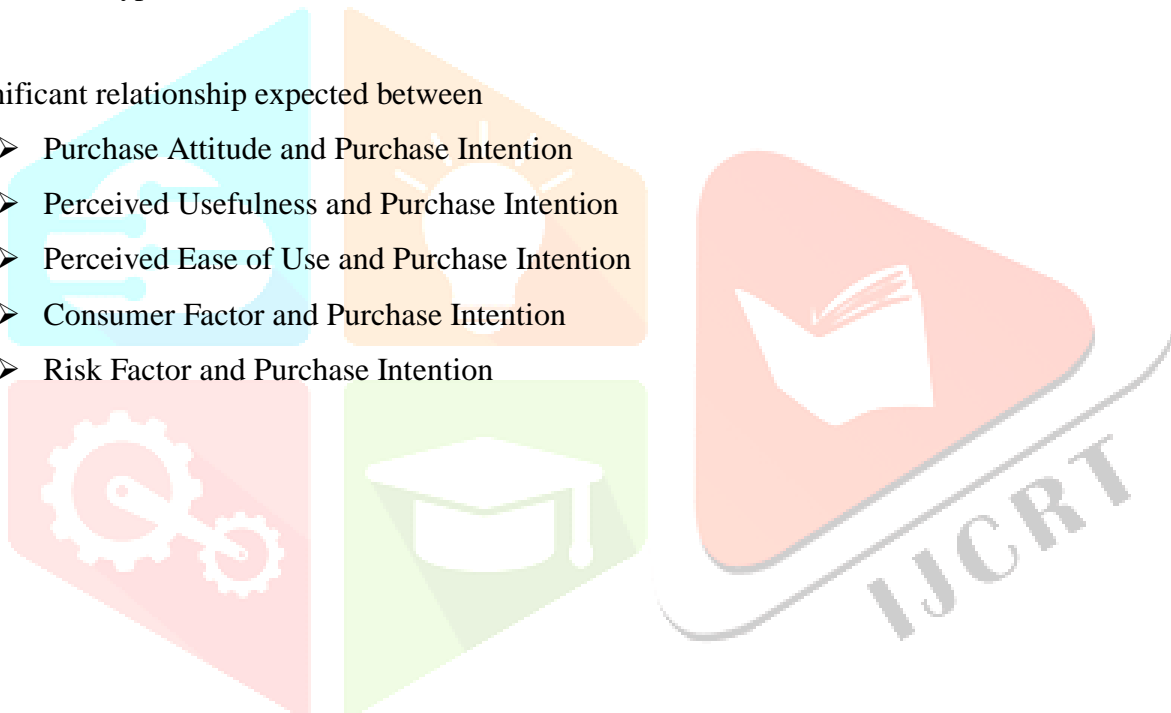 nificant relationship expected between
➢ Purchase Attitude and Purchase Intention
➢ Perceived Usefulness and Purchase Intention
➢ Perceived Ease of Use and Purchase Intention
➢ Consumer Factor and Purchase Intention
➢ Risk Factor and Purchase Intention
IJCRT